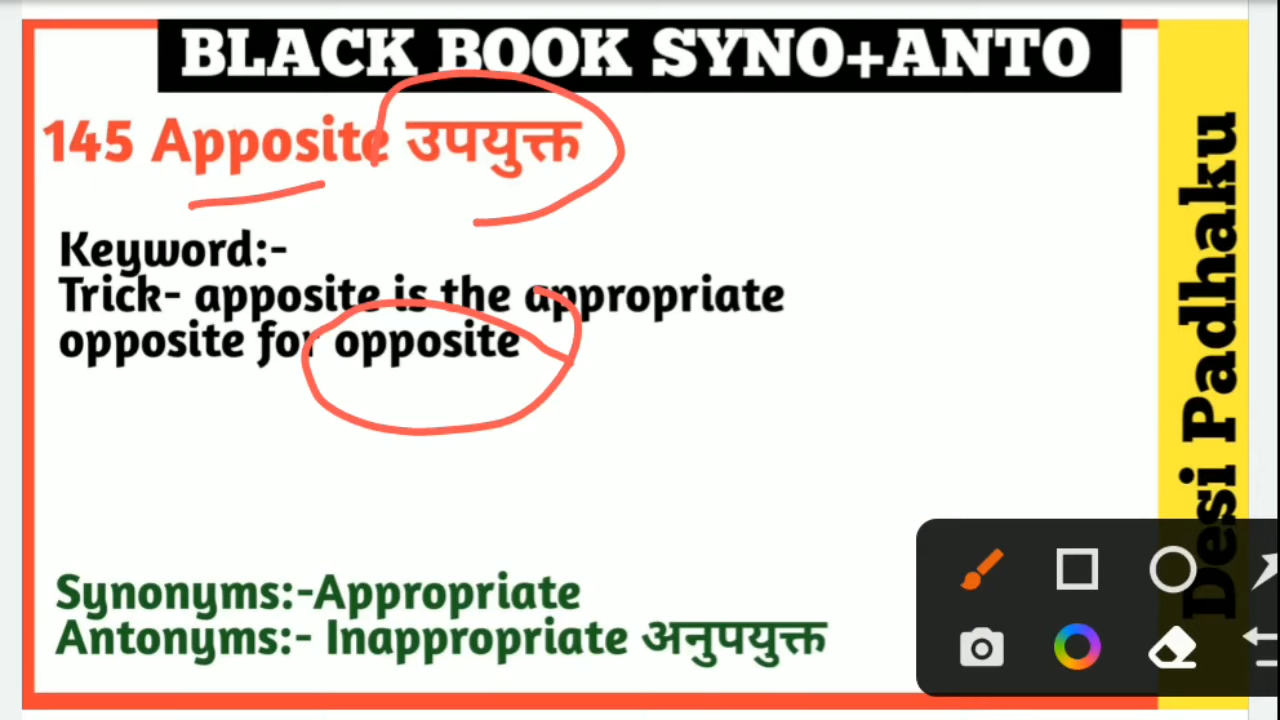 BLACK BOOK SYNO+ANTO
145 Apposite उपयुक्त
Keyword:-
Trick- apposite is the appropriate
opposite for opposite
Synonyms:-Appropriate
Antonyms:- Inappropriate अनुपयुक्त
Desi Padhaku